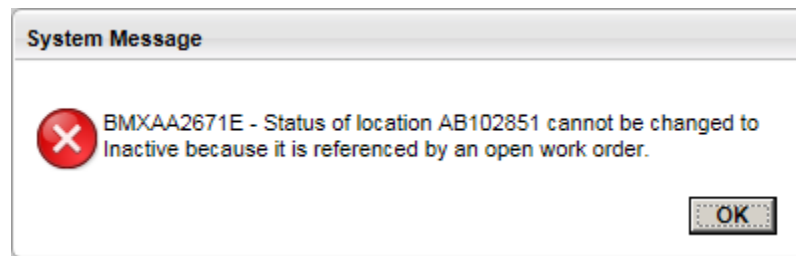 System Message
BMXAA2671E - Status of location AB102851 cannot be changed to
Inactive because it is referenced by an open work order.
OK